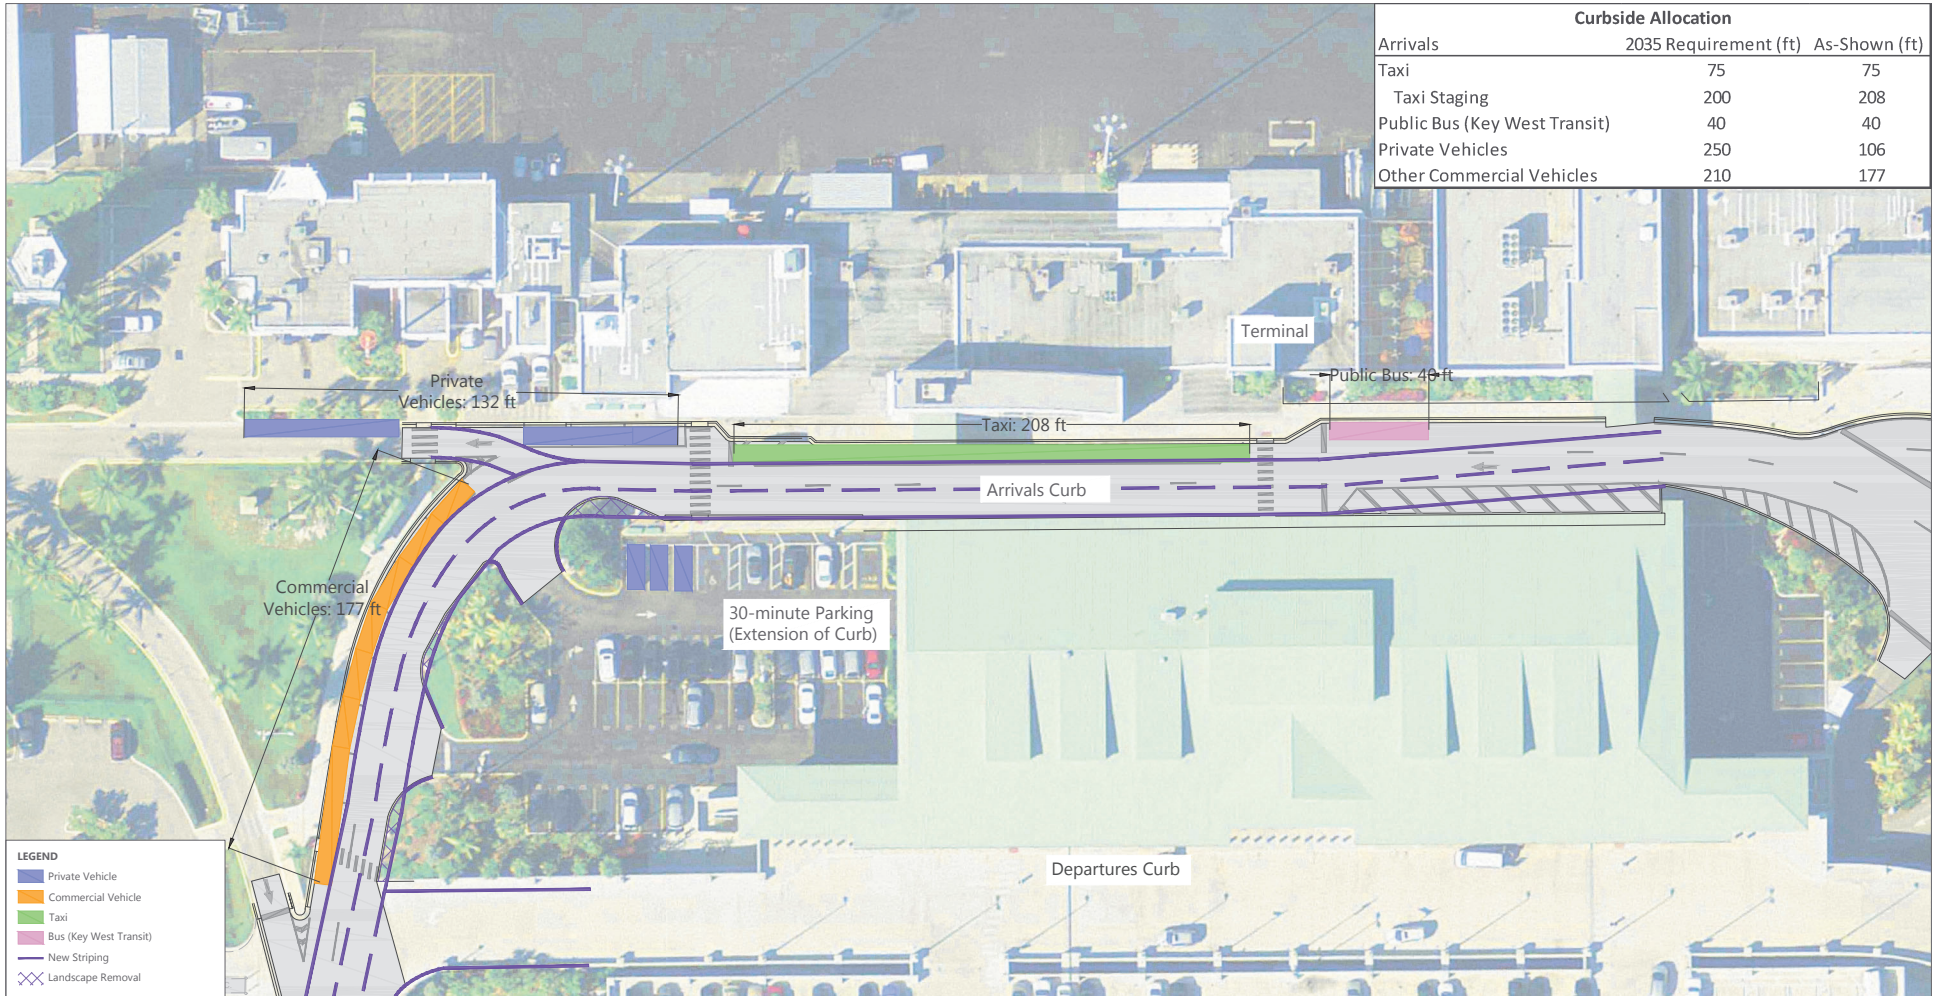 Curbside Allocation
Arrivals 2035 Requirement (ft) As-Shown (ft)
Taxi 75 75
Taxi Staging 200 208
Public Bus (Key West Transit) 40 40
Private Vehicles 250 106
Other Commercial Vehicles 210 177
Terminal
Private
Vehicles: 132 ft
Public Bus: 40 ft
Taxi: 208 ft
Arrivals Curb
Commercial
Vehicles: 177 ft
30-minute Parking
(Extension of Curb)
Departures Curb
LEGEND
Private Vehicle
Commercial Vehicle
Taxi
Bus (Key West Transit)
New Striping
Landscape Removal